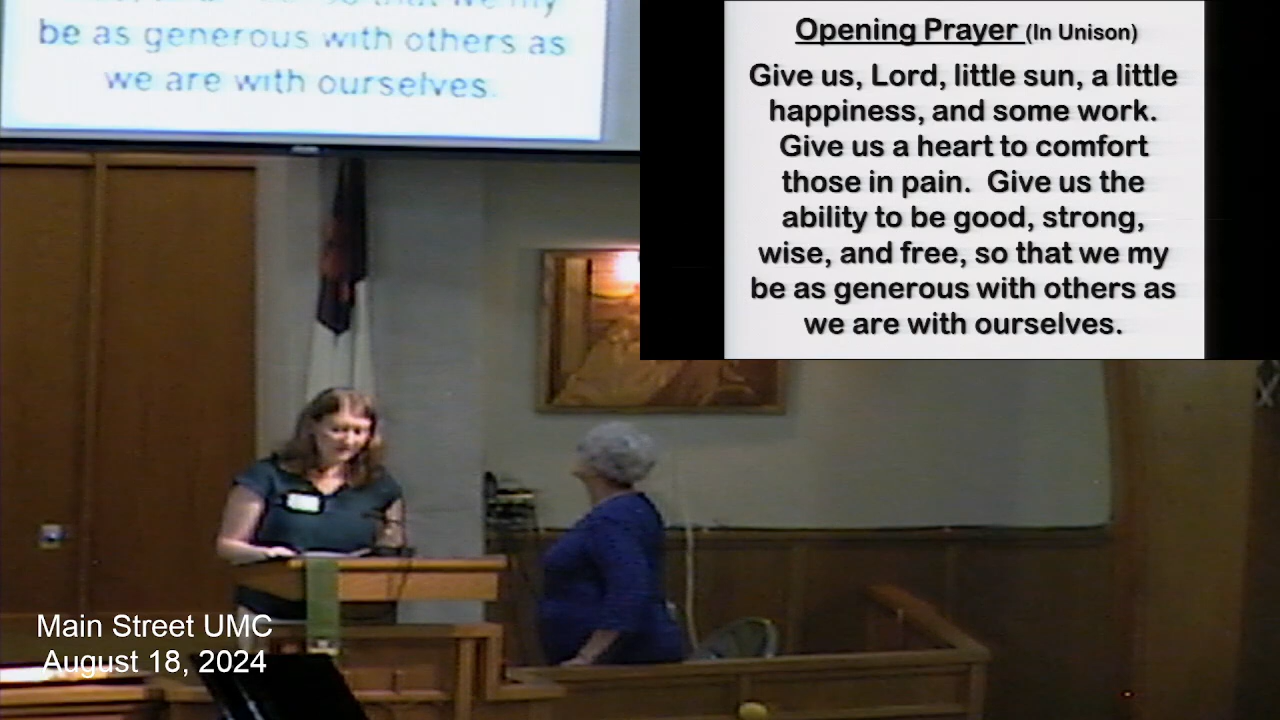 be as generous with others as
we are with ourselves.
Opening Prayer (In Unison)
Give us, Lord, little sun, a little
happiness, and some work.
Give us a heart to comfort
those in pain.  Give us the
ability to be good, strong,
wise, and free, so that we my
be as generous with others as
we are with ourselves.
Main Street UMC
August 18, 2024